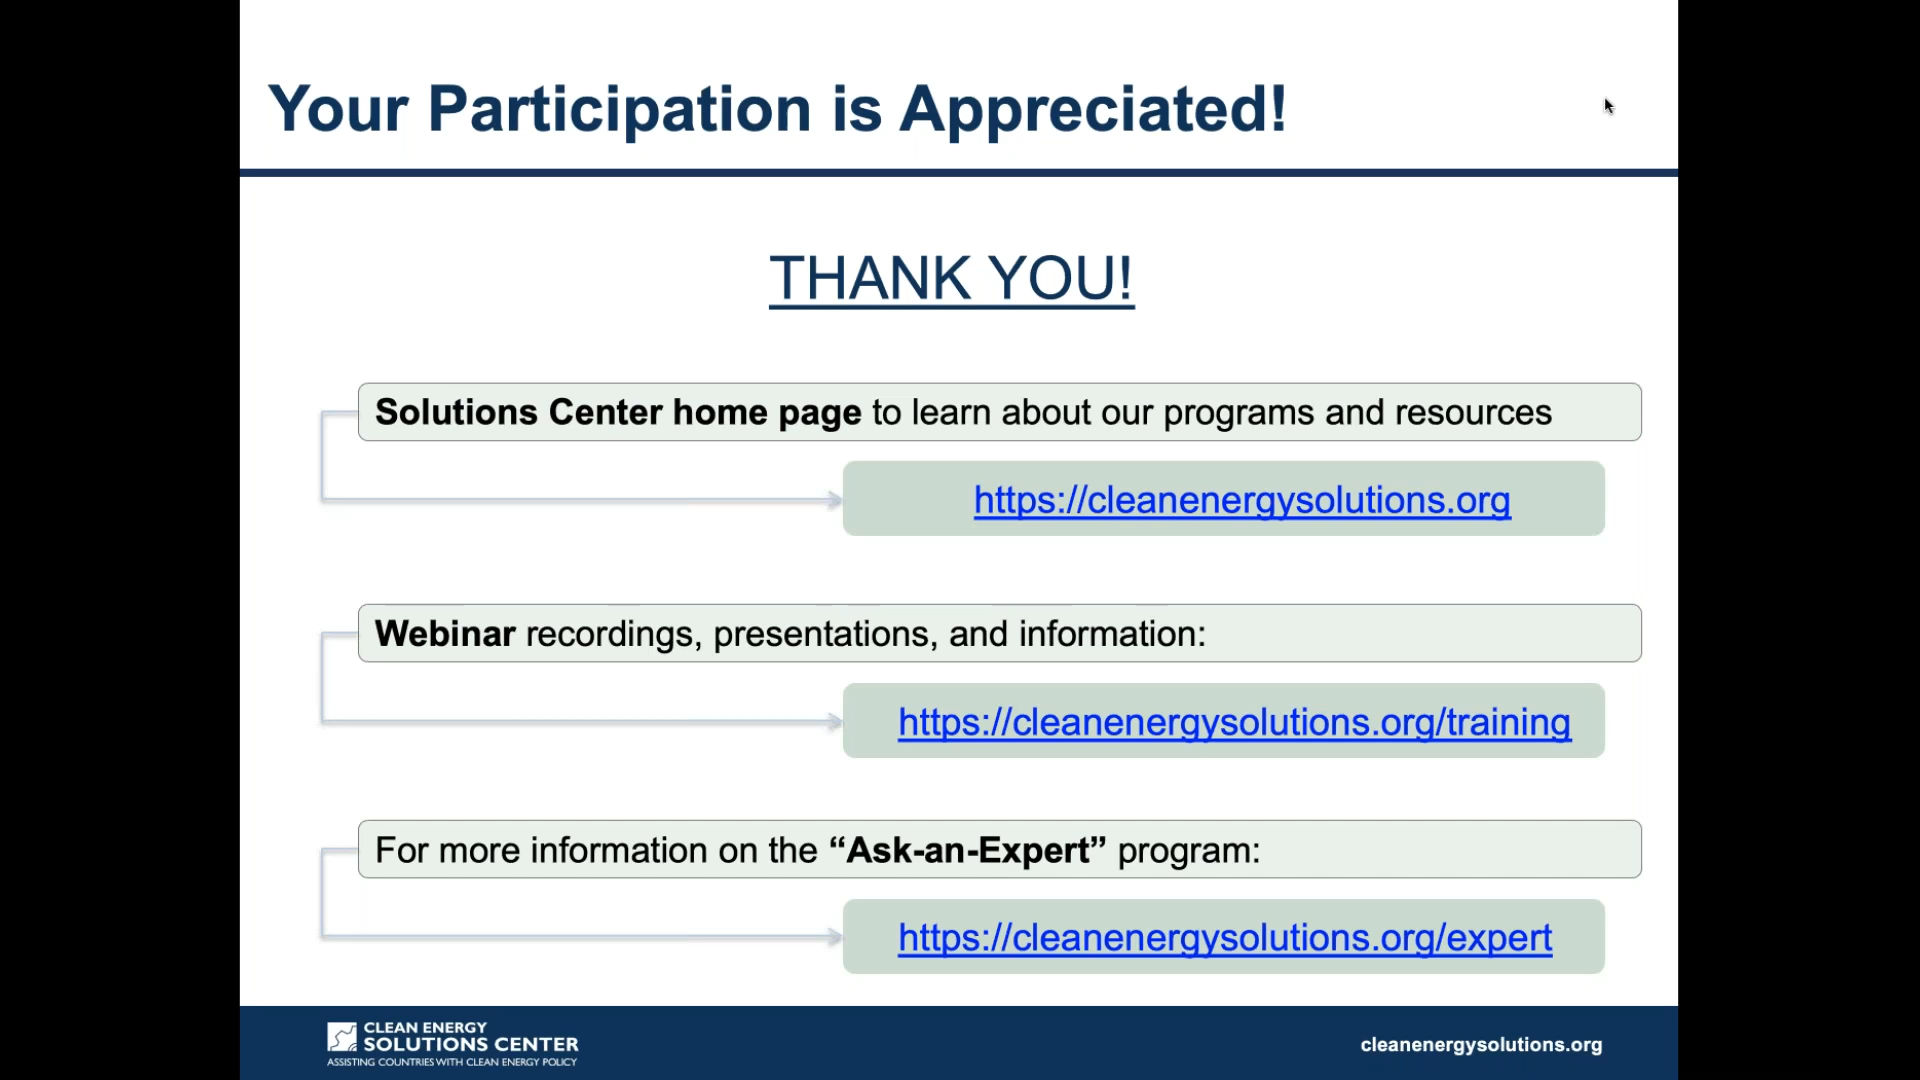 Your Participation is Appreciated!
THANK YOU!
Solutions Center home page to learn about our programs and resources
https://cleanenergysolutions.org
Webinar recordings, presentations, and information:
https://cleanenergysolutions.org/training
For more information on the “Ask-an-Expert” program:
https://cleanenergysolutions.org/expert
CLEAN ENERGY
SOLUTIONS CENTER
ASSISTING COUNTRIES WITH CLEAN ENERGY POLICY
cleanenergysolutions.org